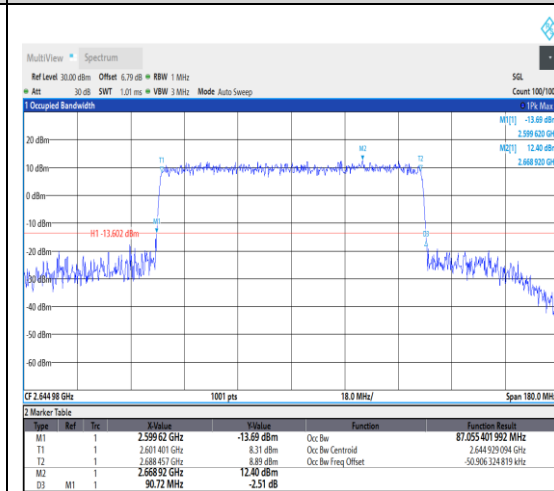 MultiView Spectrum
Ref Level 30.00 dBm Offset 6.79 dB RBW 1 MHz SGL
Att 30 dB SWT 1.01 ms VBW 3 MHz Mode Auto Sweep Count 100/100
1 Occupied Bandwidth 1Pk Max
M1[1] -13.69 dBm
2.599 620 GHz
M2[1] 12.40 dBm
2.668 920 GHz
20 dBm
T1 M2 T2
10 dBm
0 dBm
-10 dBm
M1
H1 -13.602 dBm
D3
-20 dBm
-30 dBm
-40 dBm
-50 dBm
-60 dBm
CF 2.644 98 GHz 1001 pts 18.0 MHz/ Span 180.0 MHz
2 Marker Table
Type Ref Trc X-Value Y-Value Function Function Result
M1 1 2.599 62 GHz -13.69 dBm Occ Bw 87.055 401 992 MHz
T1 1 2.601 401 GHz 8.31 dBm Occ Bw Centroid 2.644 929 094 GHz
T2 1 2.688 457 GHz 8.89 dBm Occ Bw Freq Offset -50.906 324 819 kHz
M2 1 2.668 92 GHz 12.40 dBm
D3 M1 1 90.72 MHz -2.51 dB